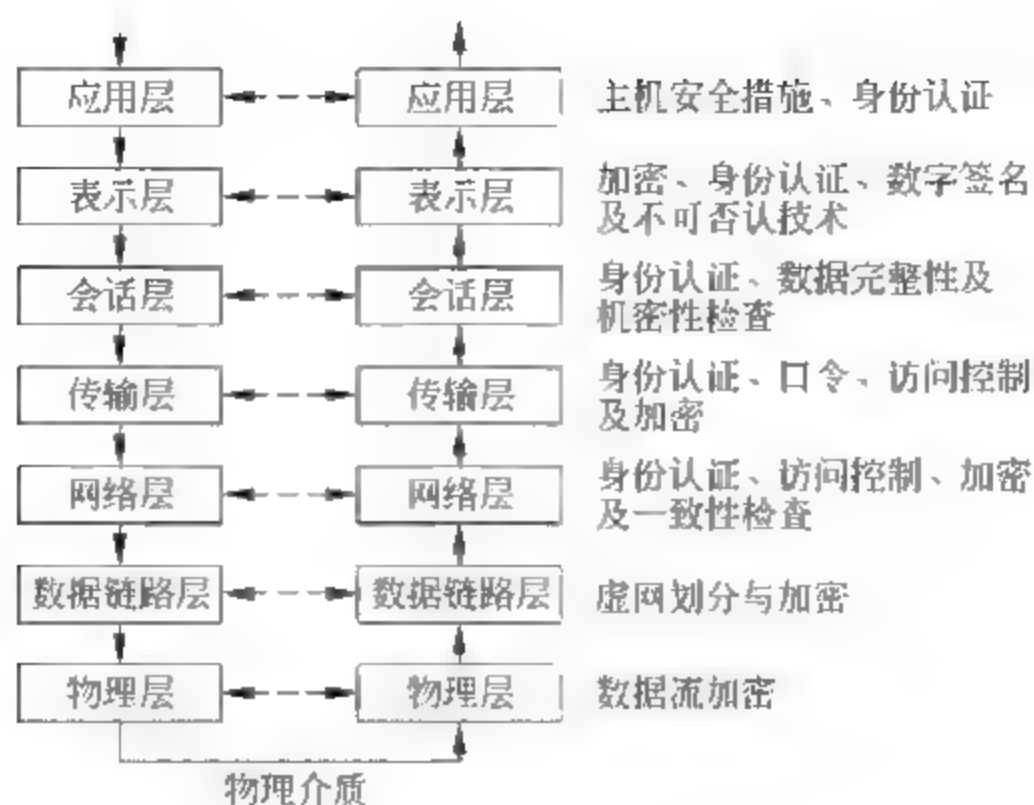 应用层 应用层 主机安全措施、身份认证
表示层 表示层 加密、身份认证、数字签名
及不可否认技术
会话层 会话层 身份认证、数据完整性及
机密性检查
传输层 传输层 身份认证、口令、访问控制
及加密
网络层 网络层 身份认证、访问控制、加密
及一致性检查
数据链路层 数据链路层 虚网划分与加密
物理层 物理层 数据流加密
物理介质